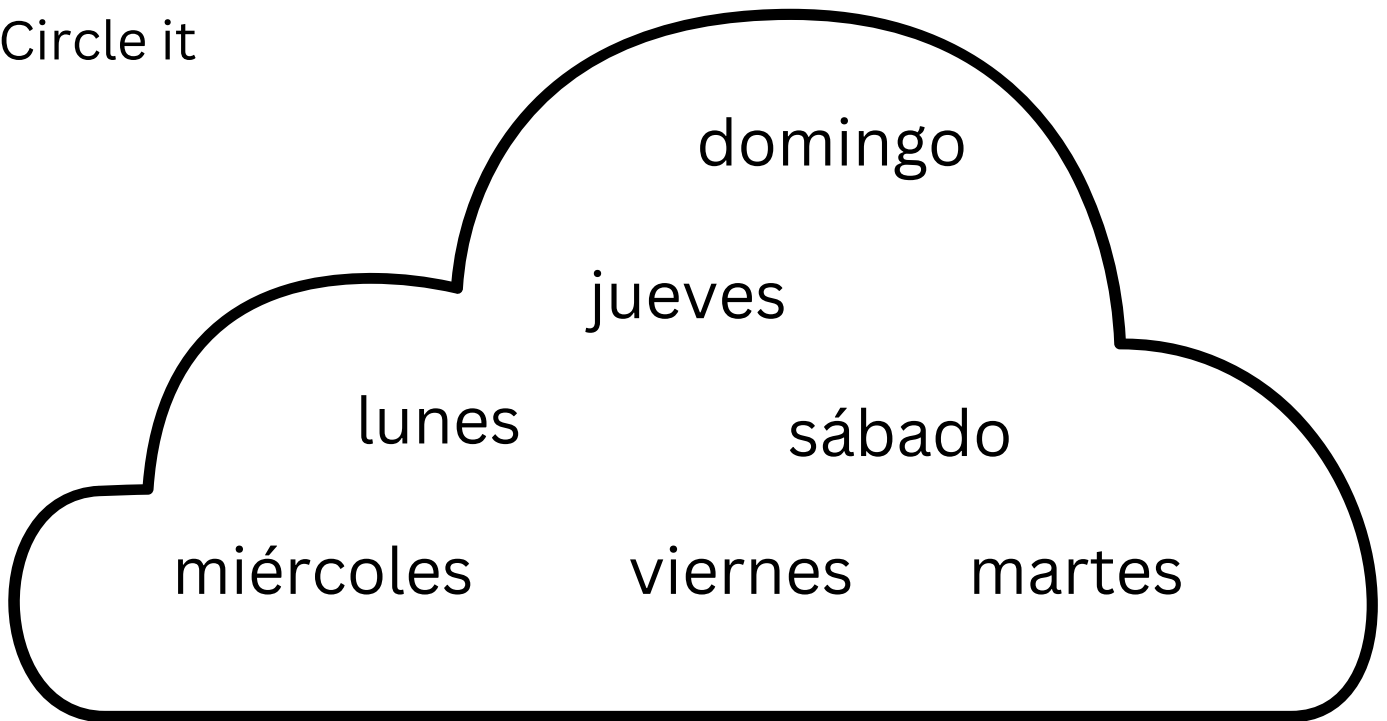 Circle it
domingo
jueves
lunes
sábado
miércoles viernes martes